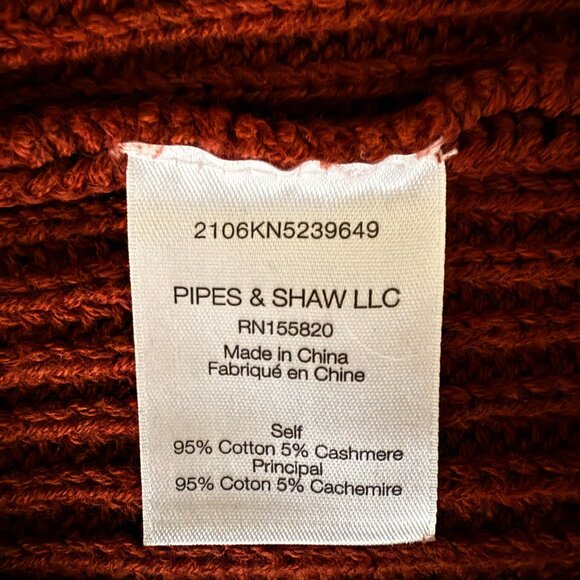 2106KN5239649
PIPES & SHAW LLC
RN155820
Made in China
Fabriqué en Chine
Self
95% Cotton 5% Cashmere
Principal
95% Coton 5% Cachemire